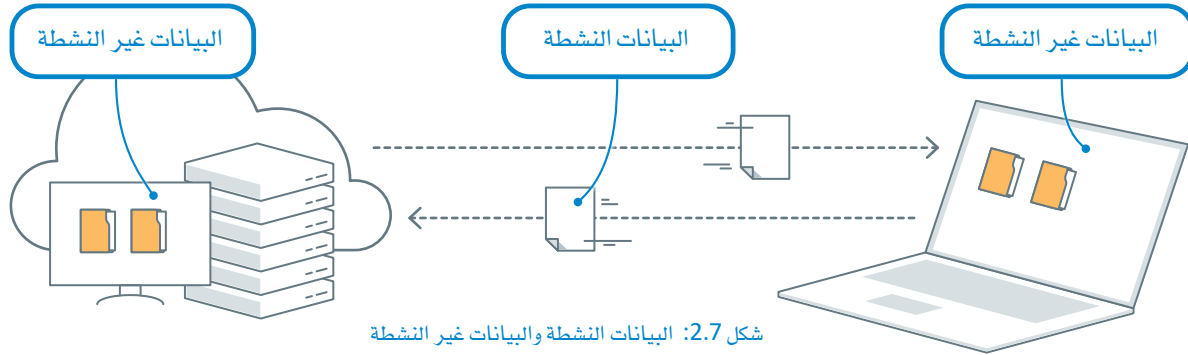 البيانات غير النشطة
البيانات النشطة
البيانات غير النشطة
شكل 2.7: البيانات النشطة والبيانات غير النشطة